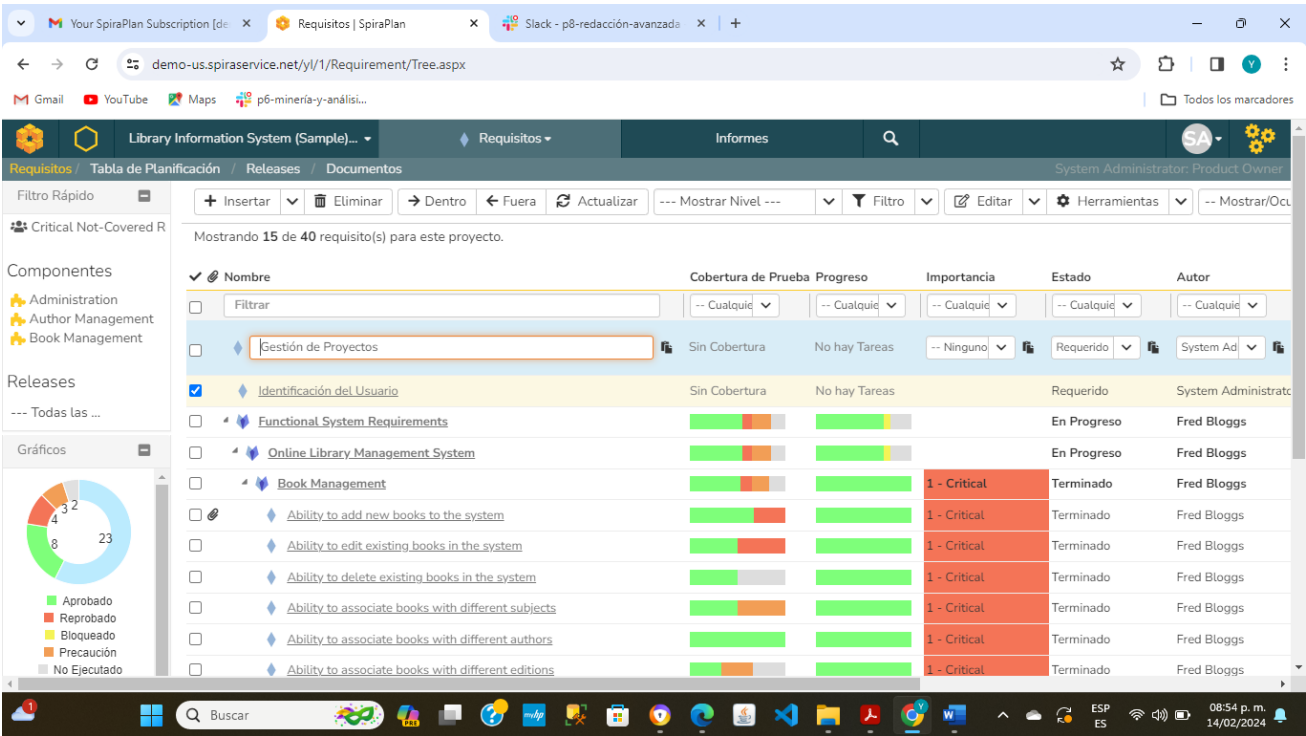 Your SpiraPlan Subscription [de
Requisitos | SpiraPlan
Slack - p8-redacción-avanzada
demo-us.spiraservice.net/yl/1/Requirement/Tree.aspx
Y
Gmail
YouTube
Maps
p6-minería-y-análisi...
Todos los marcadores
Library Information System (Sample)...
Requisitos
Informes
SA
Requisitos / Tabla de Planificación / Releases / Documentos
System Administrator: Product Owner
Filtro Rápido
Insertar
Eliminar
Dentro
Fuera
Actualizar
--- Mostrar Nivel ---
Filtro
Editar
Herramientas
-- Mostrar/Ocu
Critical Not-Covered R
Mostrando 15 de 40 requisito(s) para este proyecto.
Componentes
Administration
Author Management
Book Management
Releases
--- Todas las ...
Gráficos
2
3
4
8
23
Aprobado
Reprobado
Bloqueado
Precaución
No Ejecutado
Nombre Cobertura de Prueba Progreso Importancia Estado Autor
Filtrar -- Cualquie -- Cualquie -- Cualquie -- Cualquie -- Cualquie
Gestión de Proyectos Sin Cobertura No hay Tareas -- Ninguno Requerido System Ad
Identificación del Usuario Sin Cobertura No hay Tareas Requerido System Administratc
Functional System Requirements En Progreso Fred Bloggs
Online Library Management System En Progreso Fred Bloggs
Book Management 1 - Critical Terminado Fred Bloggs
Ability to add new books to the system 1 - Critical Terminado Fred Bloggs
Ability to edit existing books in the system 1 - Critical Terminado Fred Bloggs
Ability to delete existing books in the system 1 - Critical Terminado Fred Bloggs
Ability to associate books with different subjects 1 - Critical Terminado Fred Bloggs
Ability to associate books with different authors 1 - Critical Terminado Fred Bloggs
Ability to associate books with different editions 1 - Critical Terminado Fred Bloggs
1
Buscar
PRE
mhp
W
ESP
ES
08:54 p. m.
14/02/2024